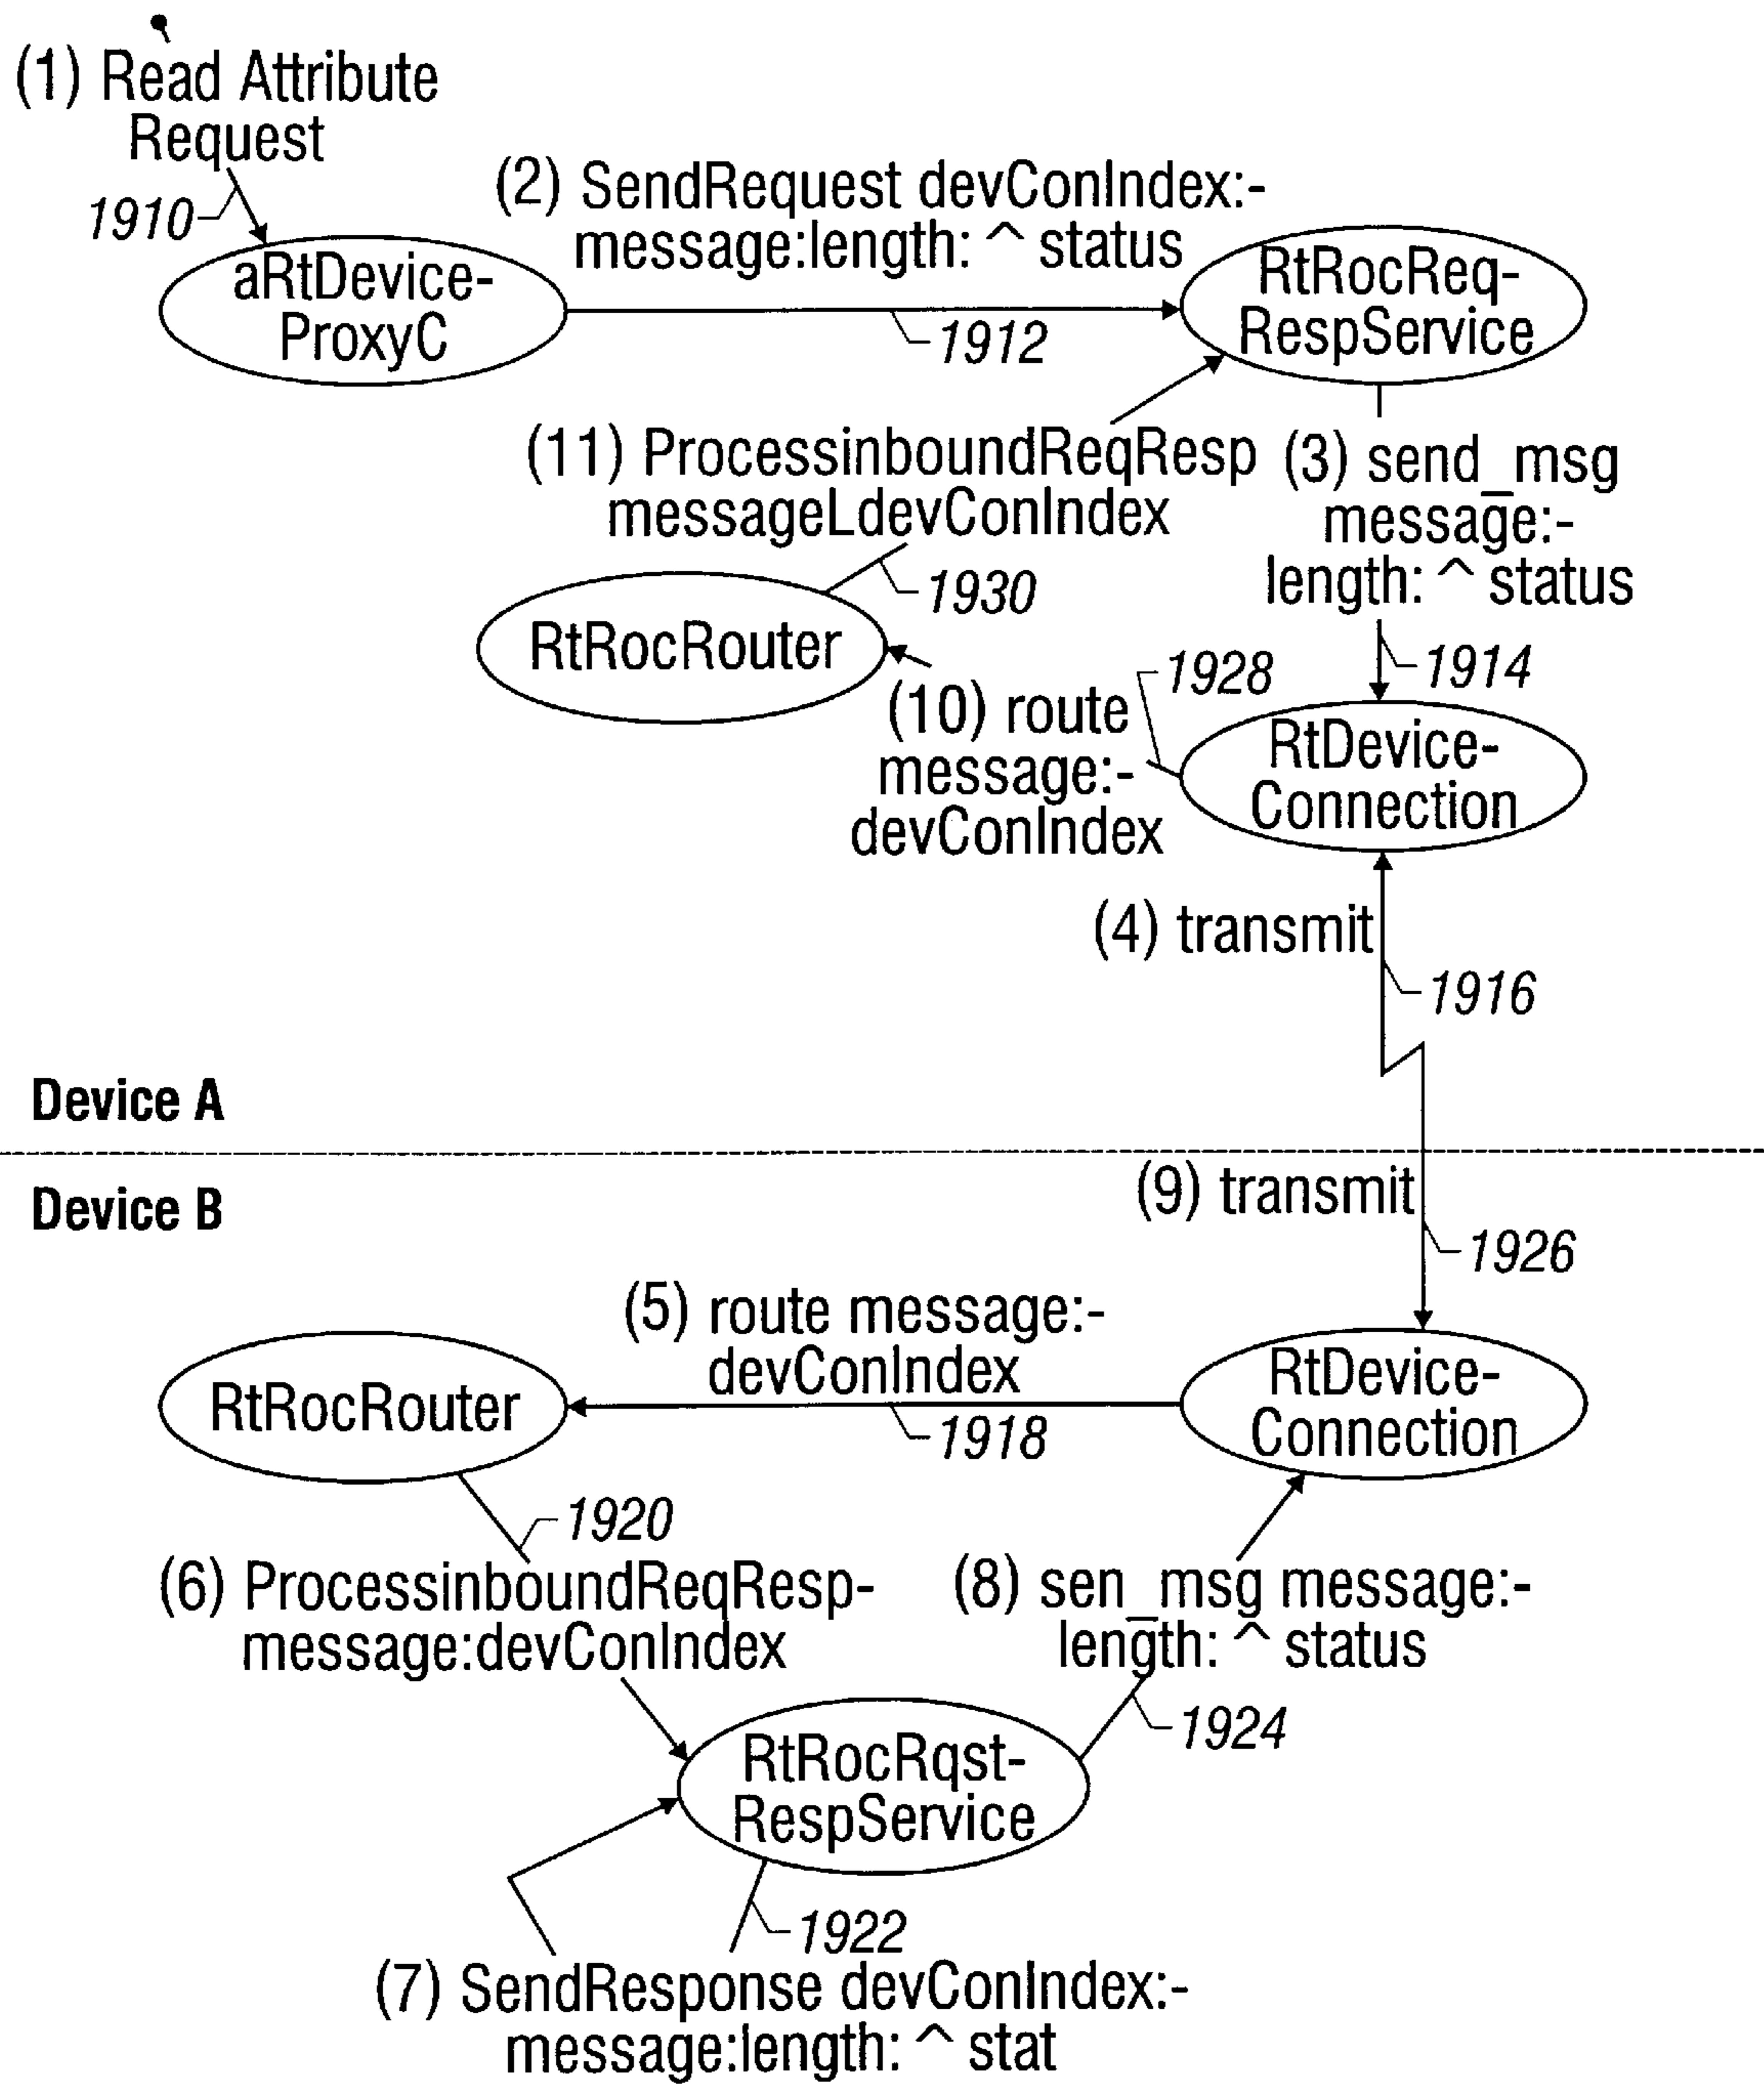 (1) Read Attribute
Request
1910
(2) SendRequest devConIndex:-
message:length: ^ status
aRtDevice-
ProxyC
1912
RtRocReq-
RespService
(11) ProcessinboundReqResp
messageLdevConIndex
(3) send_msg
message:-
length: ^ status
1930
RtRocRouter
1928
1914
(10) route
message:-
devConIndex
RtDevice-
Connection
(4) transmit
1916
Device A
Device B
(9) transmit
1926
(5) route message:-
devConIndex
RtRocRouter
1918
RtDevice-
Connection
1920
(6) ProcessinboundReqResp-
message:devConIndex
(8) sen_msg message:-
length: ^ status
1924
RtRocRqst-
RespService
1922
(7) SendResponse devConIndex:-
message:length: ^ stat